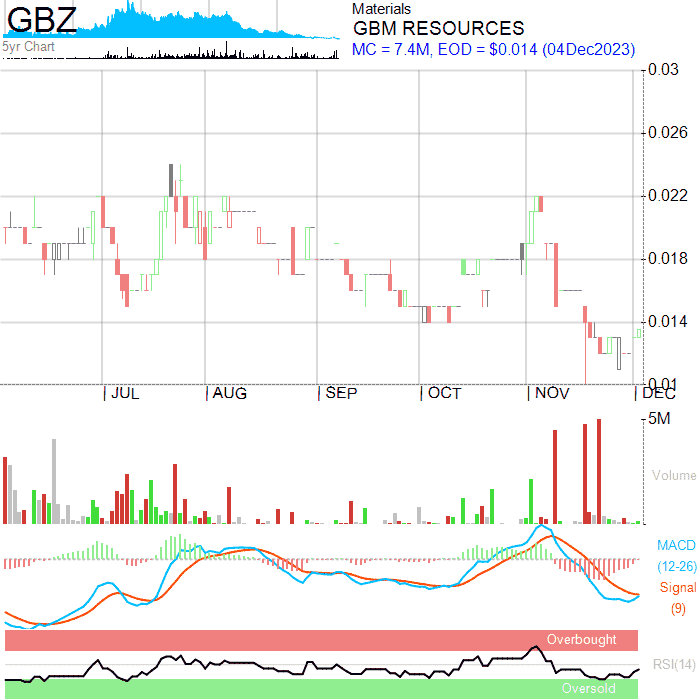 GBZ
5yr Chart
Materials
GBM RESOURCES
MC = 7.4M, EOD = $0.014 (04Dec2023)
0.03
0.026
0.022
0.018
0.014
0.01
JUL AUG SEP OCT NOV DEC
5M
Volume
MACD
(12-26)
Signal
(9)
Overbought
RSI(14)
Oversold